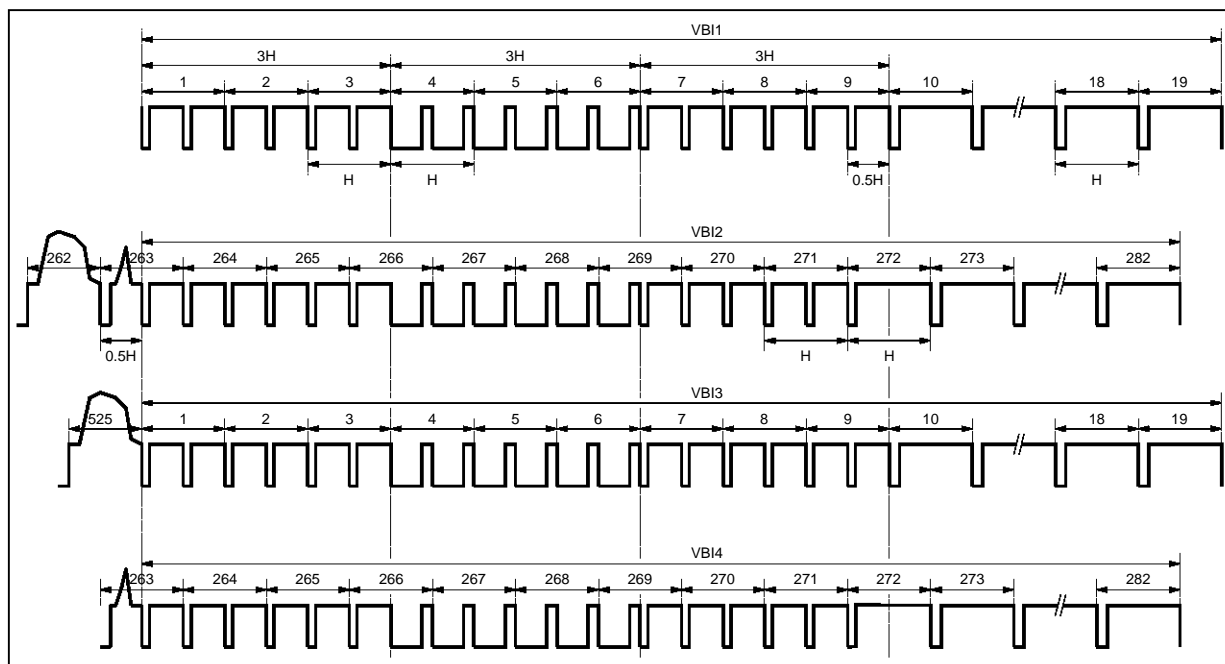 VBI1
3H 3H 3H
1 2 3 4 5 6 7 8 9 10 18 19
H H 0.5H H
VBI2
262 263 264 265 266 267 268 269 270 271 272 273 282
0.5H H H
VBI3
525 1 2 3 4 5 6 7 8 9 10 18 19
VBI4
263 264 265 266 267 268 269 270 271 272 273 282